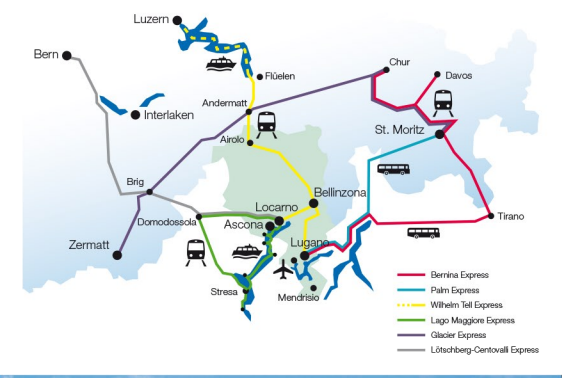 Luzern
Bern
Flüelen
Chur
Davos
Andermatt
Interlaken
St. Moritz
Airolo
Brig
Bellinzona
Locarno
Domodossola
Ascona
Tirano
Zermatt
Lugano
Stresa
Mendrisio
Bernina Express
Palm Express
Wilhelm Tell Express
Lago Maggiore Express
Glacier Express
Lötschberg-Centovalli Express